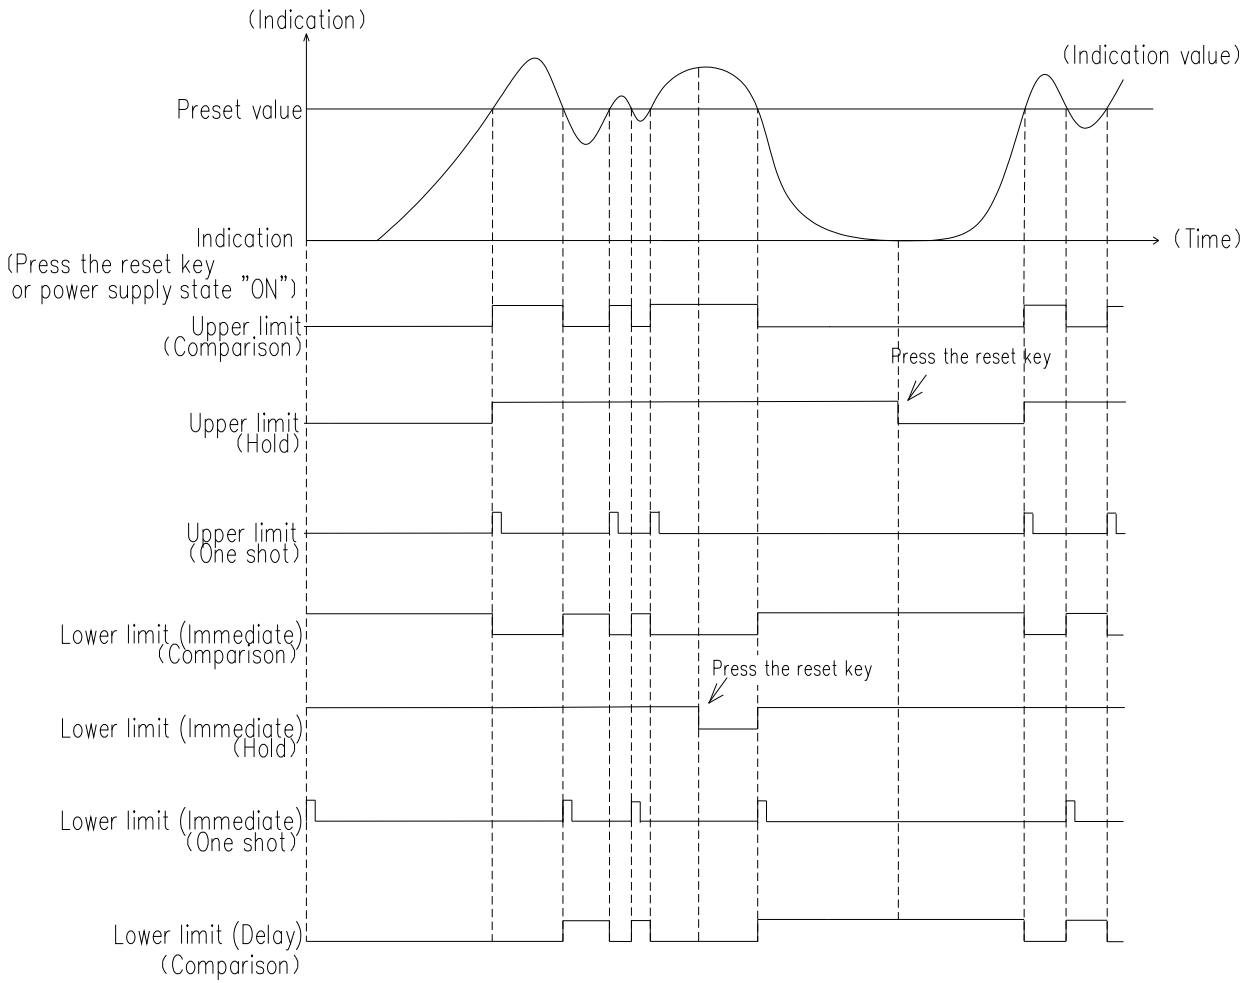 (Indication)
(Indication value)
Preset value
Indication
(Time)
(Press the reset key
or power supply state "ON")
Upper limit
(Comparison)
Press the reset key
Upper limit
(Hold)
Upper limit
(One shot)
Lower limit (Immediate)
(Comparison)
Press the reset key
Lower limit (Immediate)
(Hold)
Lower limit (Immediate)
(One shot)
Lower limit (Delay)
(Comparison)